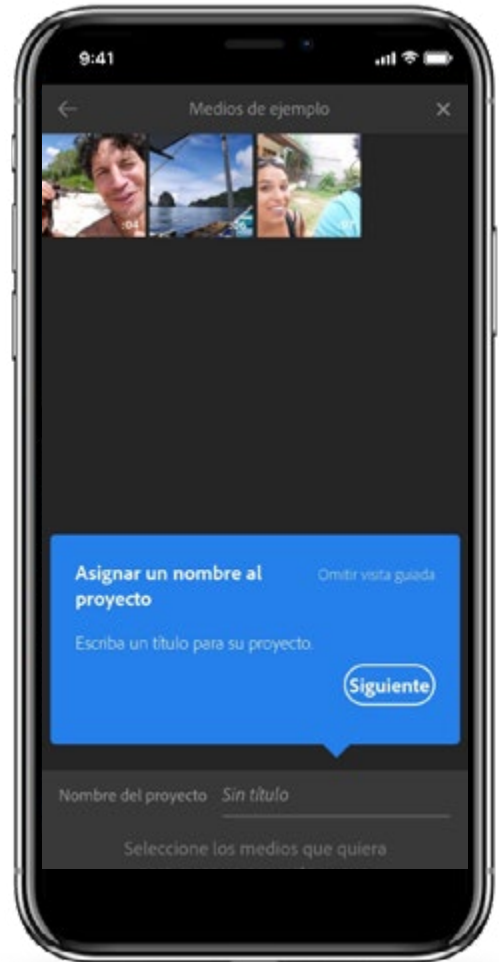 9:41
Medios de ejemplo
:04
Asignar un nombre al
proyecto
Omitir visita guiada
Escriba un título para su proyecto.
Siguiente
Nombre del proyecto Sin título
Seleccione los medios que quiera